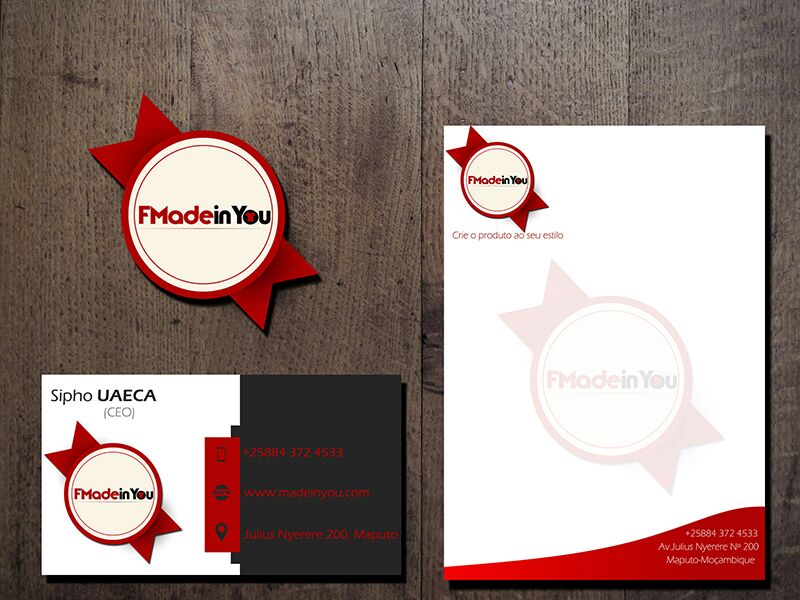 FMadeinYou
FMadeinYou
Crie o produto ao seu estilo
FMadeinYou
Sipho UAECA
(CEO)
FMadeinYou
+25884 372 4533
www
www.madeinyou.com
Julius Nyerere 200, Maputo
+25884 372 4533
Av.Julius Nyerere Nº 200
Maputo-Moçambique